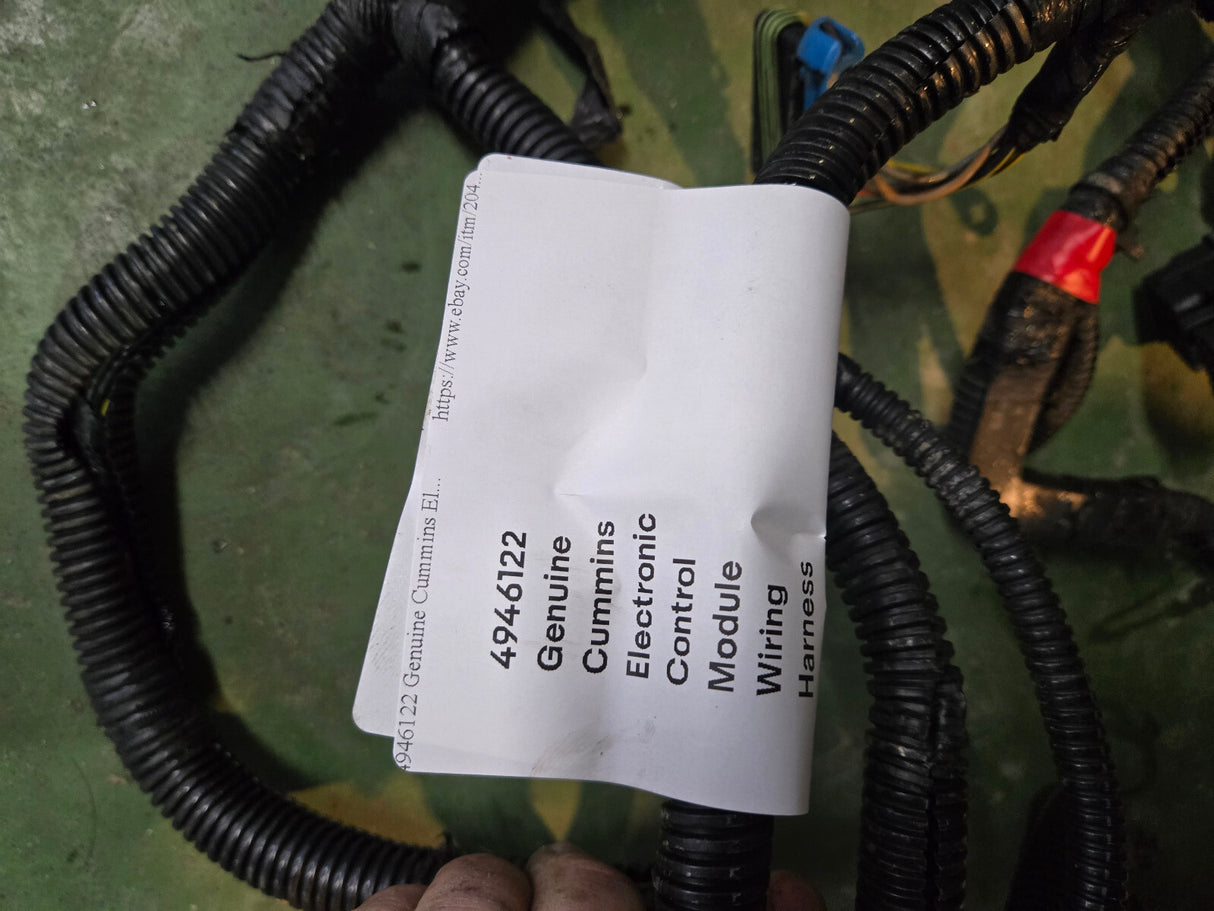 4946122 Genuine Cummins El... https://www.ebay.com/itm/204...
4946122
Genuine
Cummins
Electronic
Control
Module
Wiring
Harness